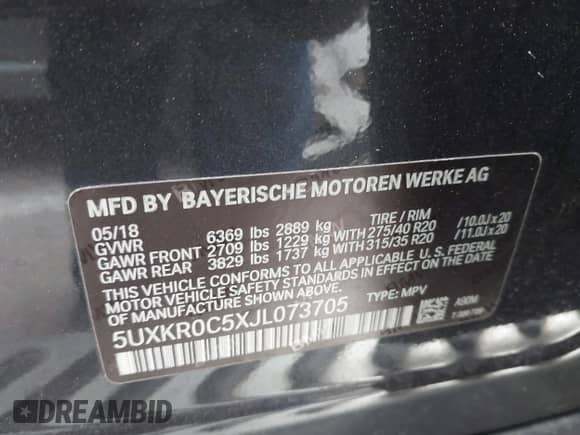 MFD BY BAYERISCHE MOTOREN WERKE AG
05/18 TIRE / RIM
GVWR 6369 lbs 2889 kg
GAWR FRONT 2709 lbs 1229 kg WITH 275/40 R20 /10.0J x 20
GAWR REAR 3829 lbs 1737 kg WITH 315/35 R20 /11.0J x 20
THIS VEHICLE CONFORMS TO ALL APPLICABLE U.S. FEDERAL
MOTOR VEHICLE SAFETY STANDARDS IN EFFECT ON THE DATE
OF MANUFACTURE SHOWN ABOVE.
5UXKR0C5XJL073705 TYPE: MPV
A90M
DREAMBID